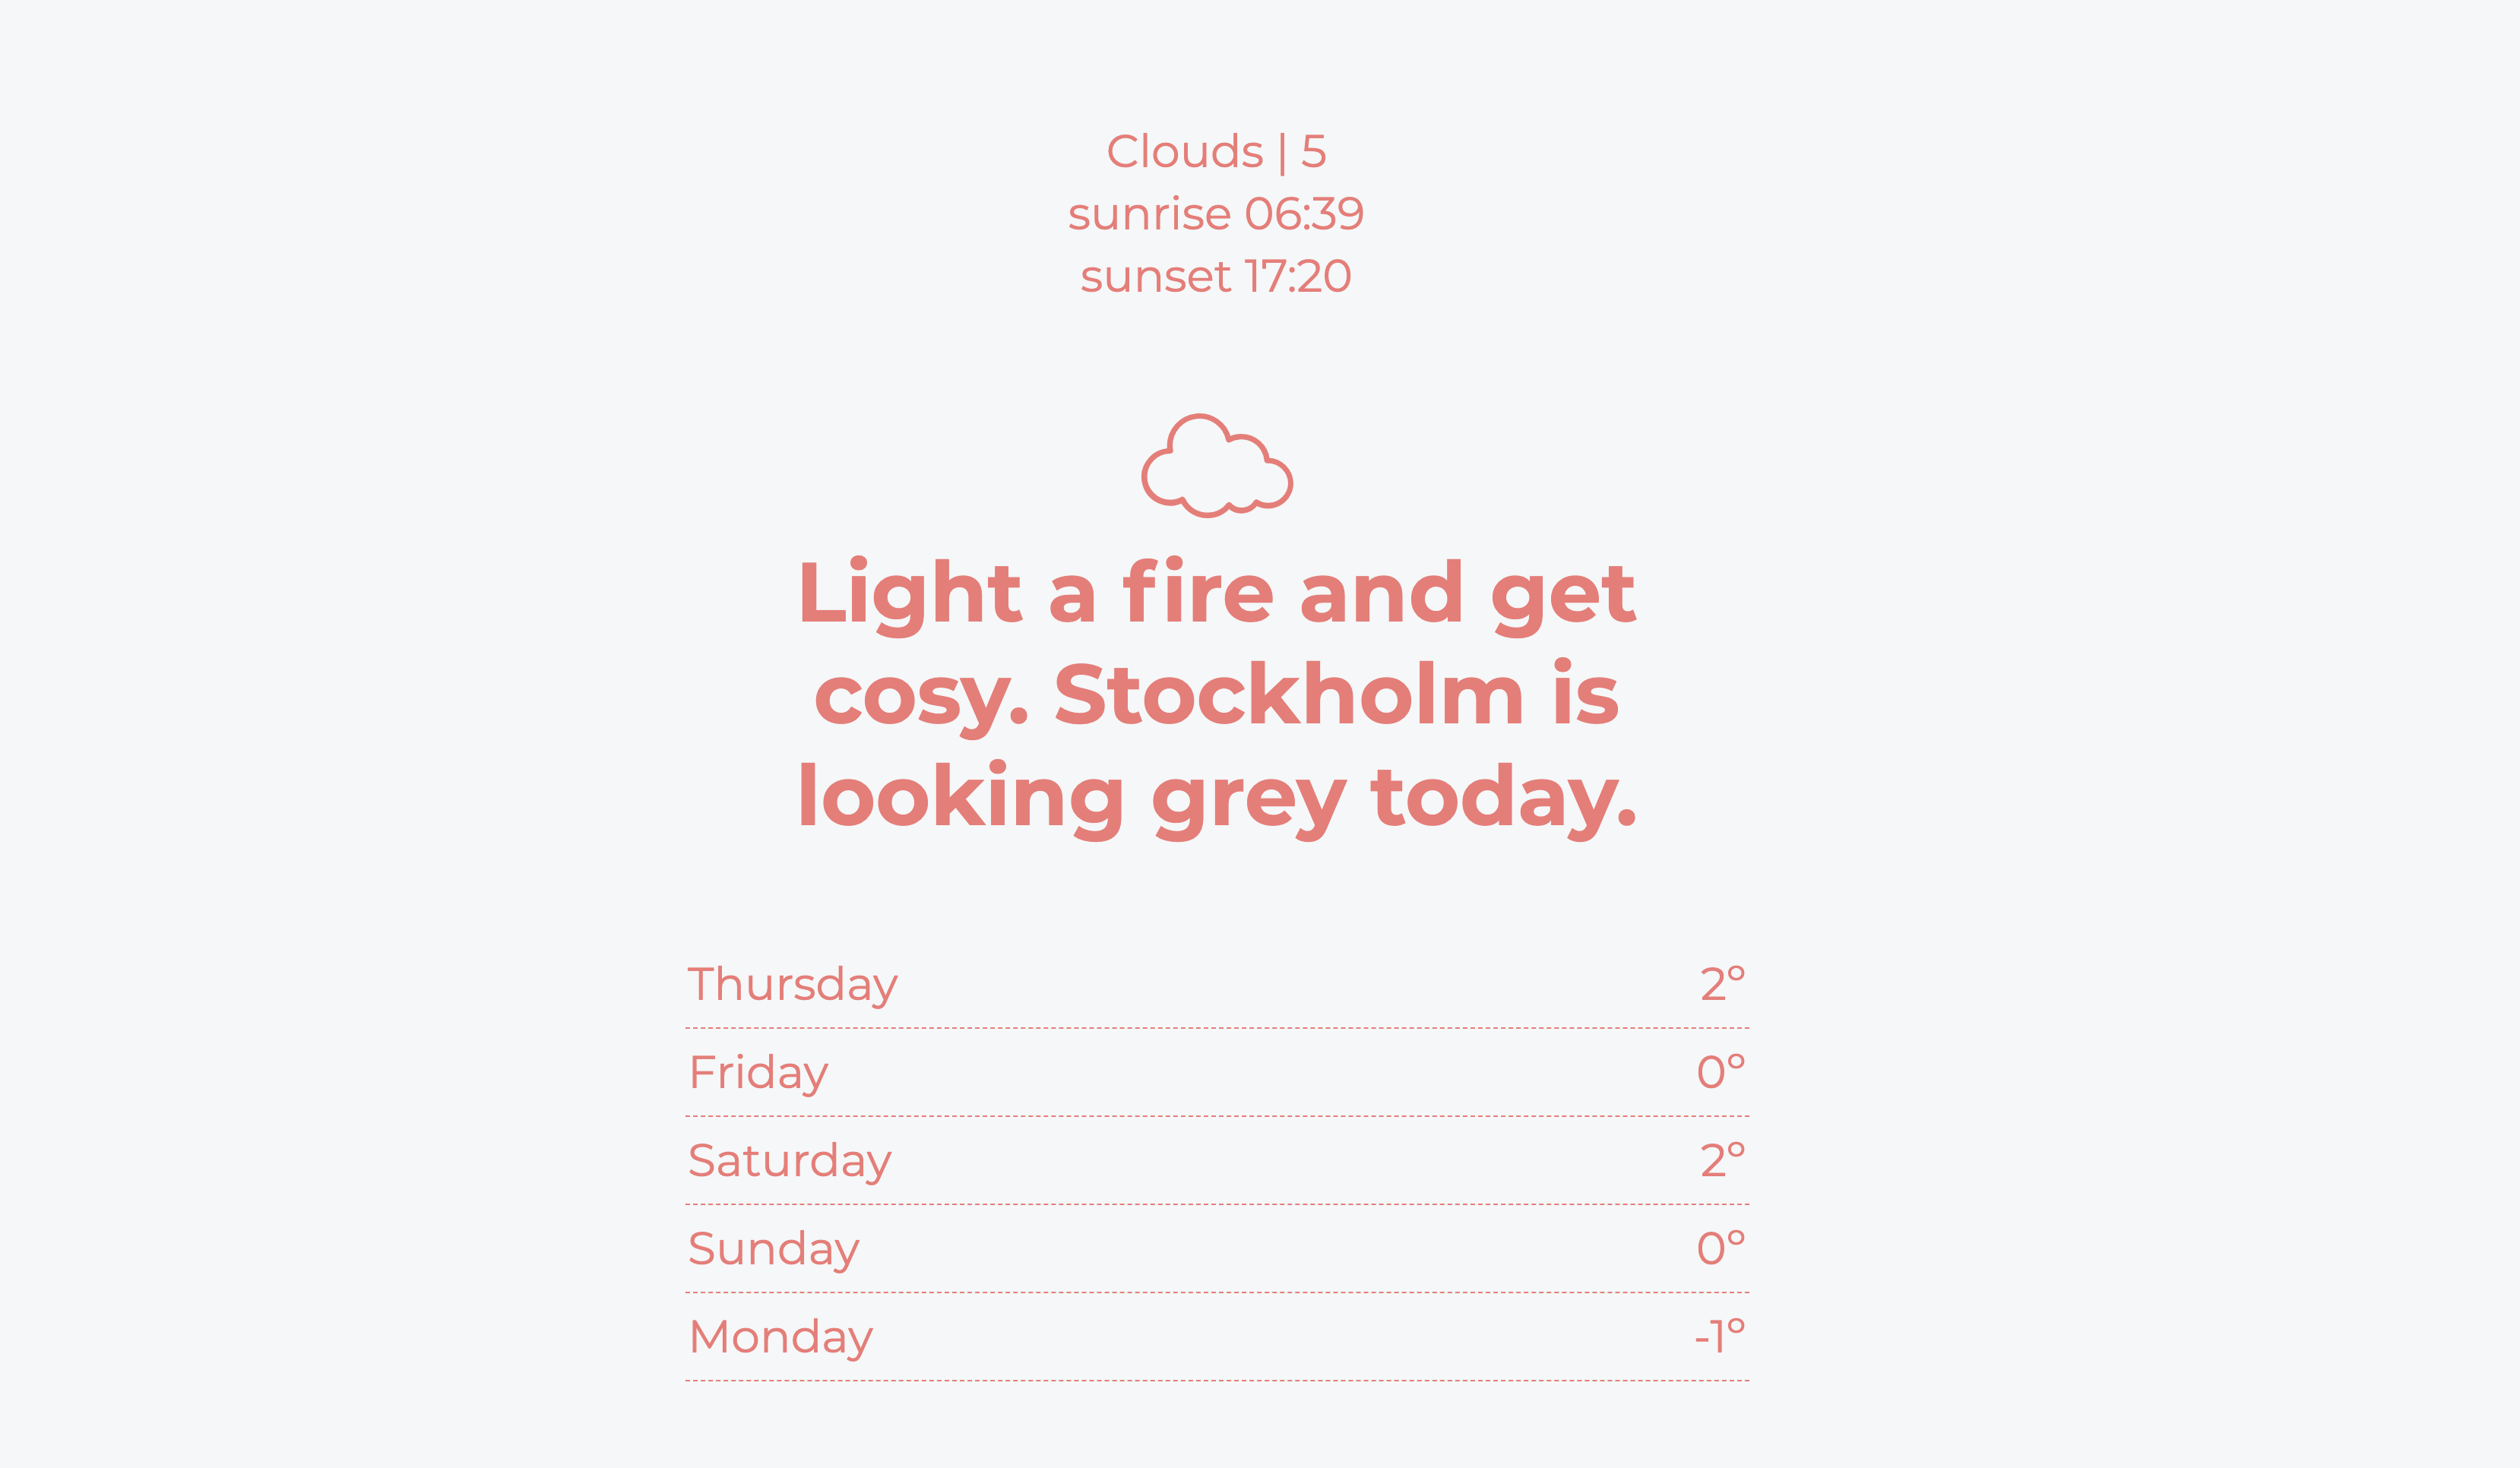 Clouds | 5
sunrise 06:39
sunset 17:20
Light a fire and get
cosy. Stockholm is
looking grey today.
Thursday 2°
Friday 0°
Saturday 2°
Sunday 0°
Monday -1°